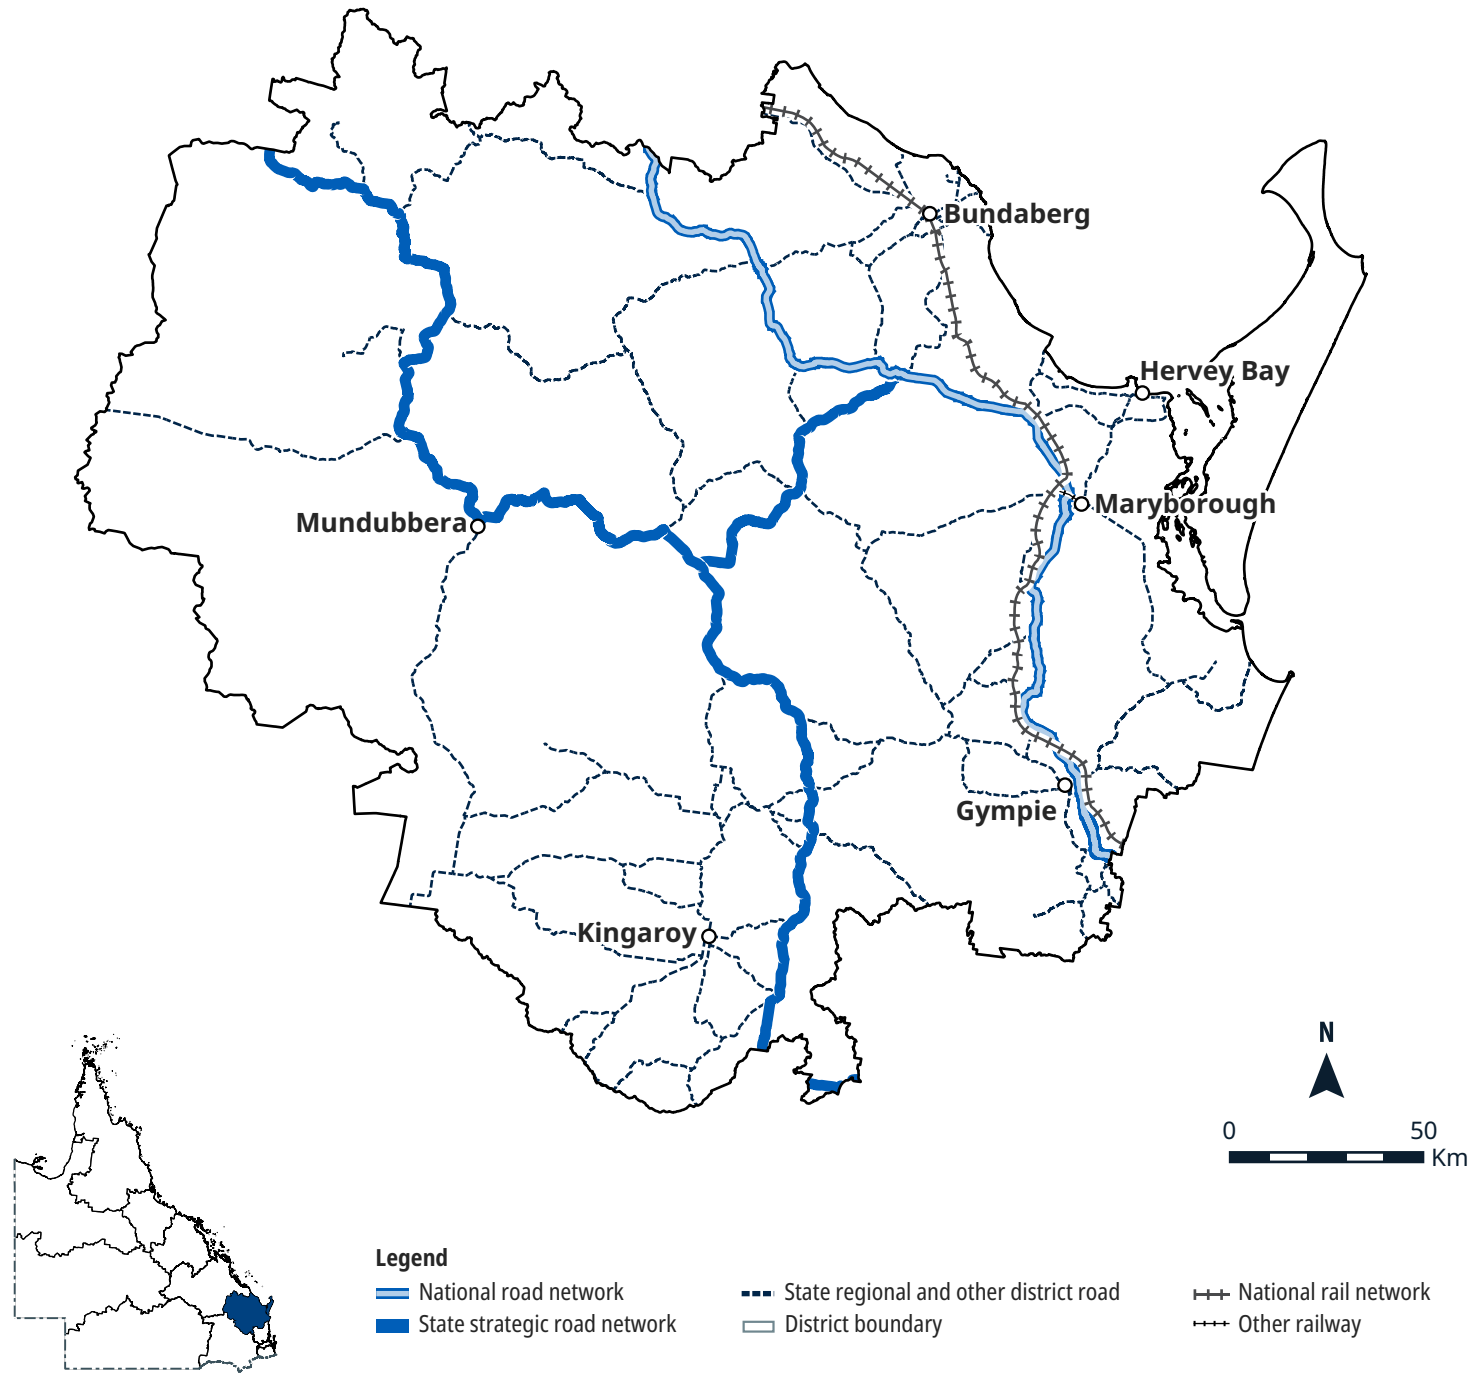 Bundaberg
Hervey Bay
Maryborough
Mundubbera
Gympie
Kingaroy
N
0 50
Km
Legend
National road network
State strategic road network
State regional and other district road
District boundary
National rail network
Other railway